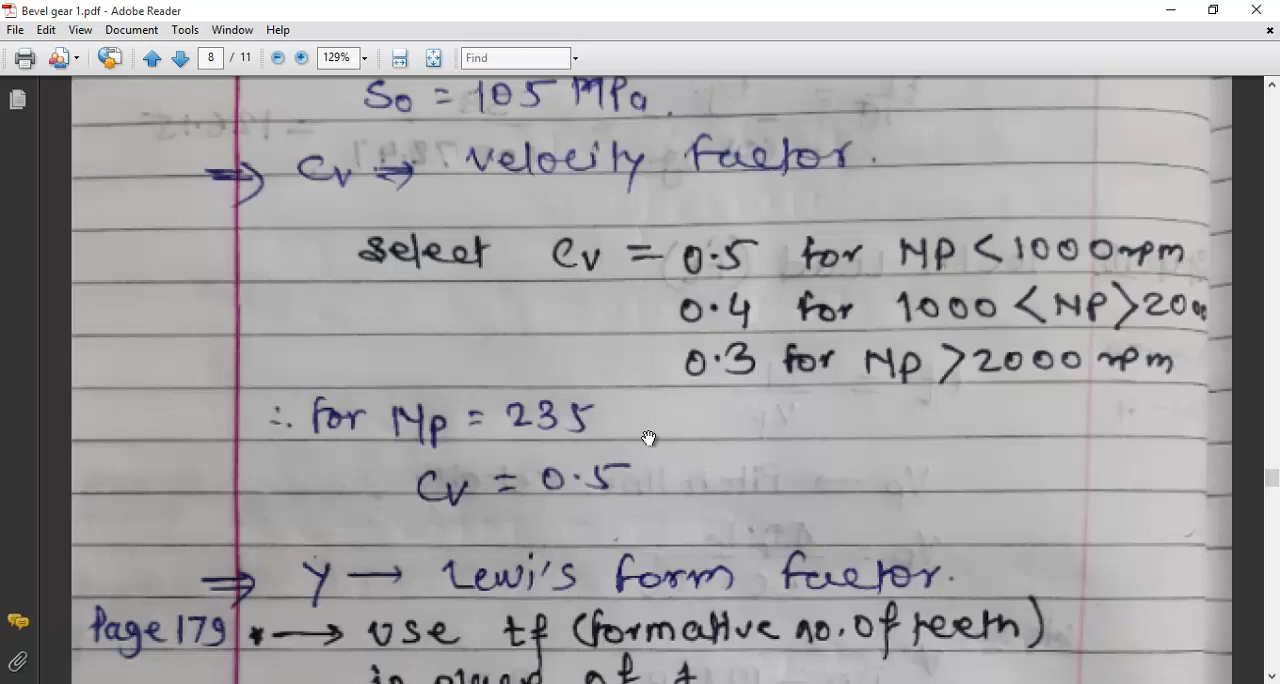 Bevel gear 1.pdf - Adobe Reader
File Edit View Document Tools Window Help
8 / 11 129% Find
So = 105 MPa.
⇒ Cv ⇒ velocity factor.
select Cv = 0.5 for Np < 1000 rpm
0.4 for 1000 < Np > 200
0.3 for Np > 2000 rpm
∴ for Np = 235
Cv = 0.5
⇒ Y → Lewi's form factor.
Page 179 * → use tf (formative no. of teeth)
in placed of t